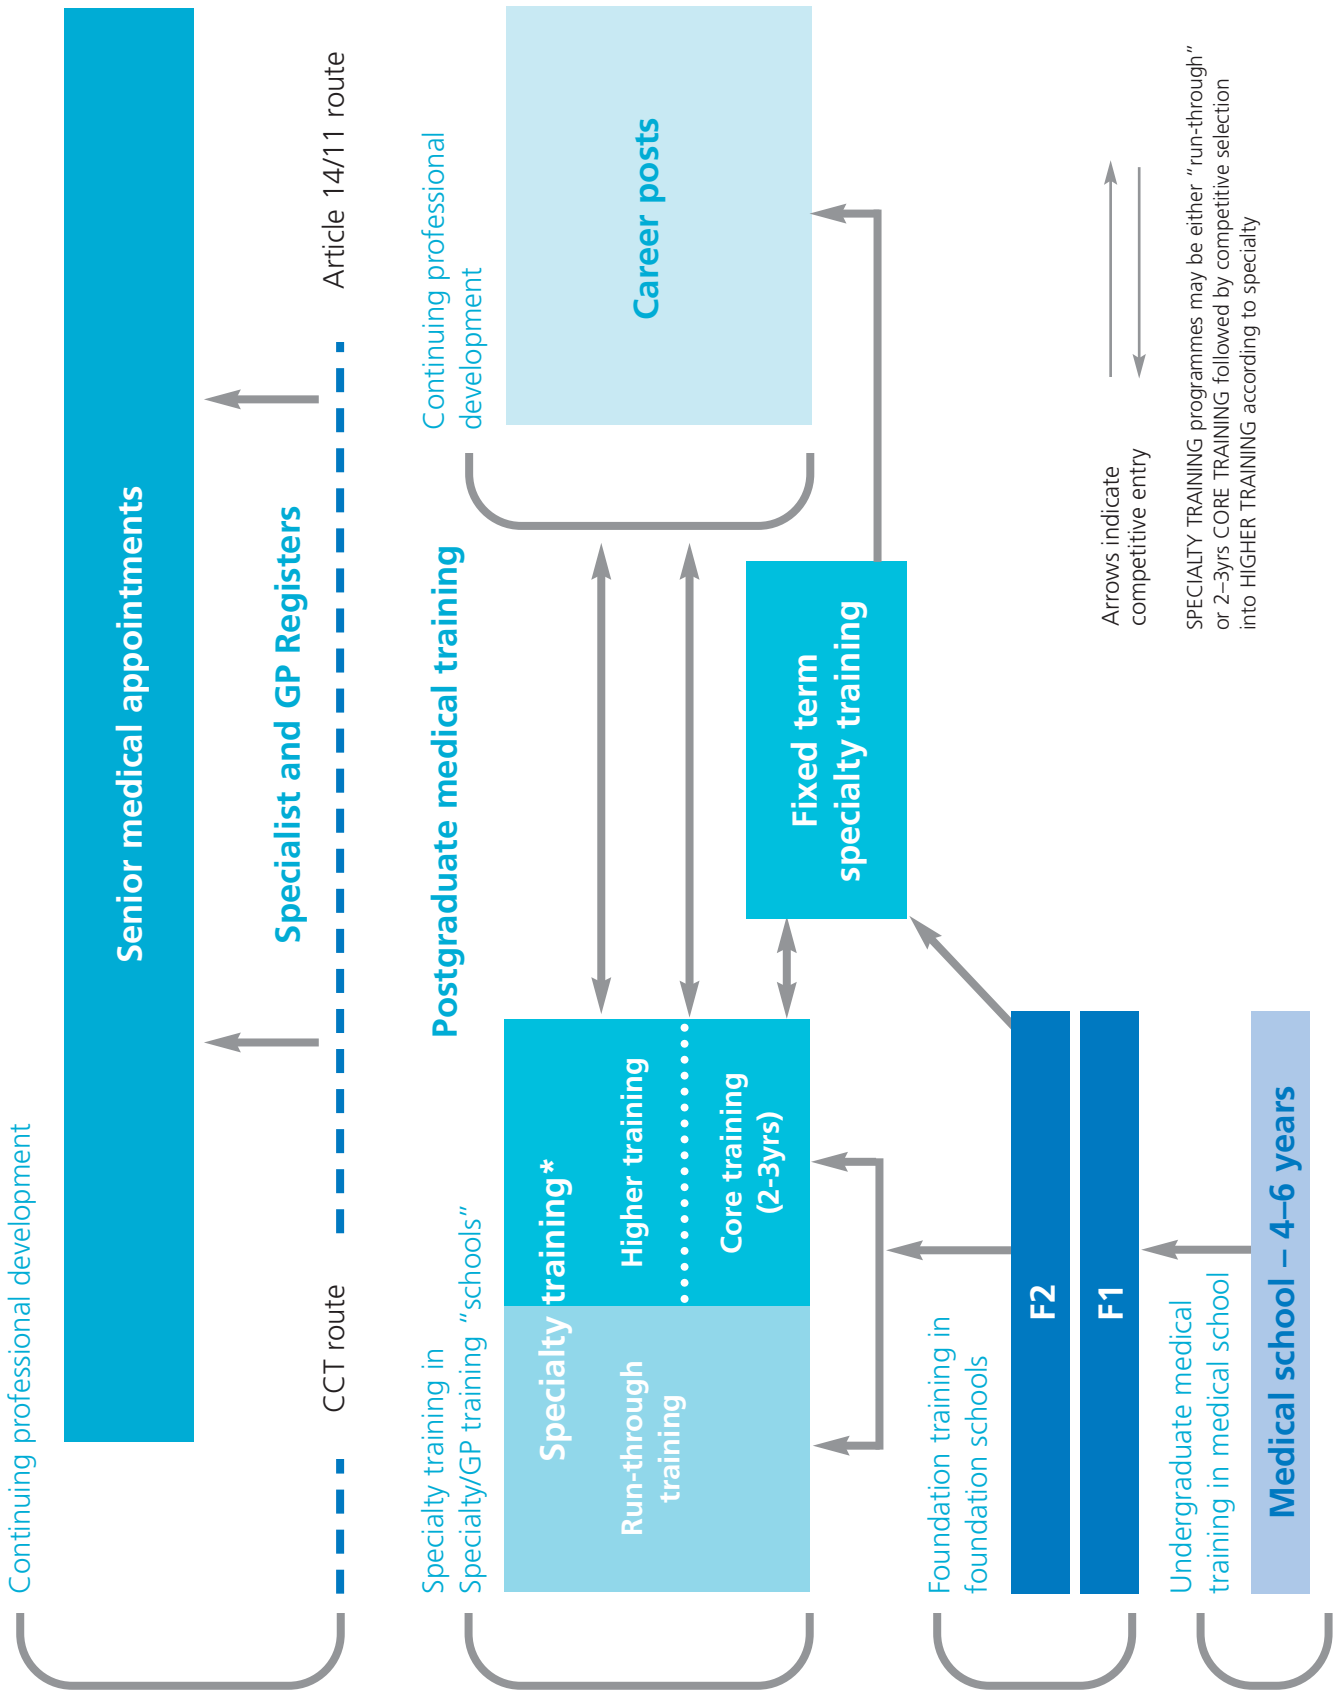 Continuing professional development
Senior medical appointments
Specialist and GP Registers
CCT route
Article 14/11 route
Postgraduate medical training
Specialty training in
Specialty/GP training “schools”
Continuing professional
development
Specialty training*
Run-through
training
Higher training
Core training
(2-3yrs)
Career posts
Fixed term
specialty training
Foundation training in
foundation schools
F2
F1
Undergraduate medical
training in medical school
Medical school – 4–6 years
Arrows indicate
competitive entry
SPECIALTY TRAINING programmes may be either “run-through”
or 2–3yrs CORE TRAINING followed by competitive selection
into HIGHER TRAINING according to specialty